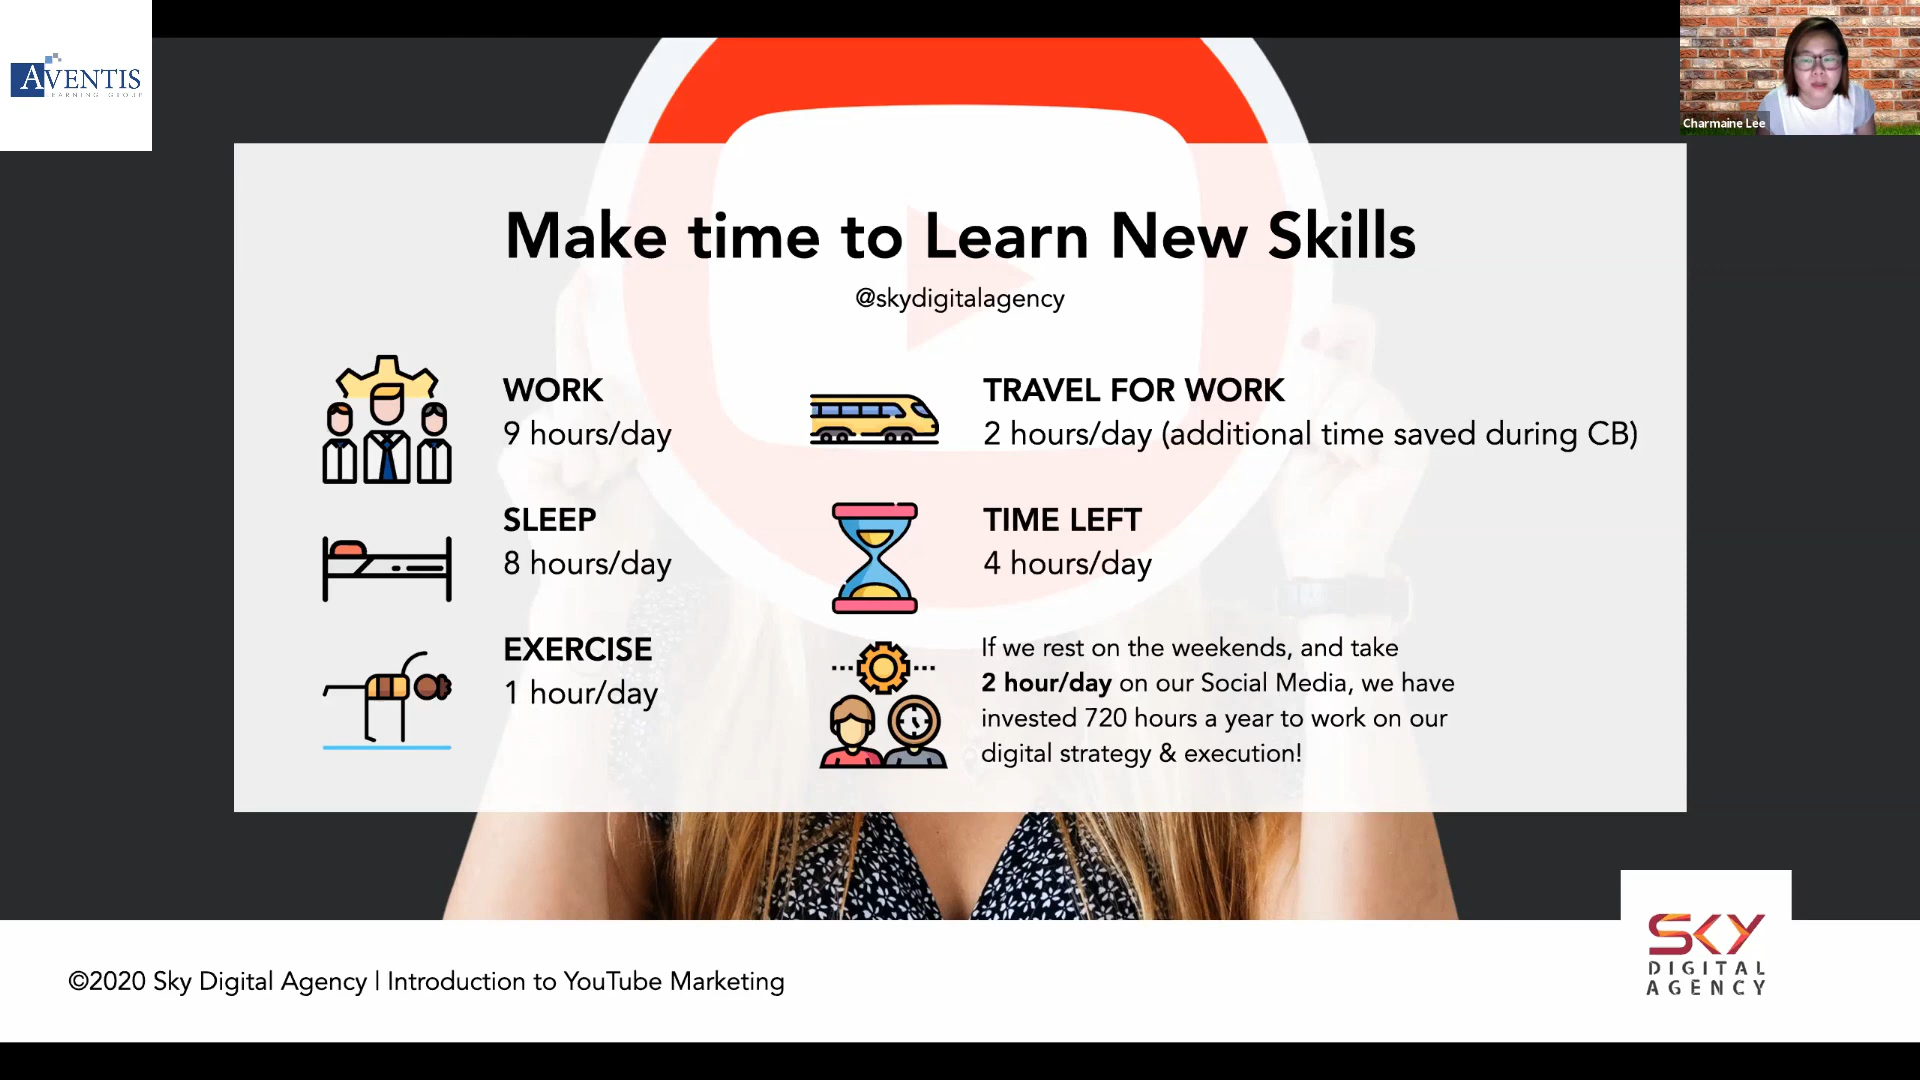 AVENTIS
LEARNING GROUP
Charmaine Lee
Make time to Learn New Skills
@skydigitalagency
WORK
9 hours/day
TRAVEL FOR WORK
2 hours/day (additional time saved during CB)
SLEEP
8 hours/day
TIME LEFT
4 hours/day
EXERCISE
1 hour/day
If we rest on the weekends, and take
2 hour/day on our Social Media, we have
invested 720 hours a year to work on our
digital strategy & execution!
©2020 Sky Digital Agency | Introduction to YouTube Marketing
SKY
DIGITAL
AGENCY